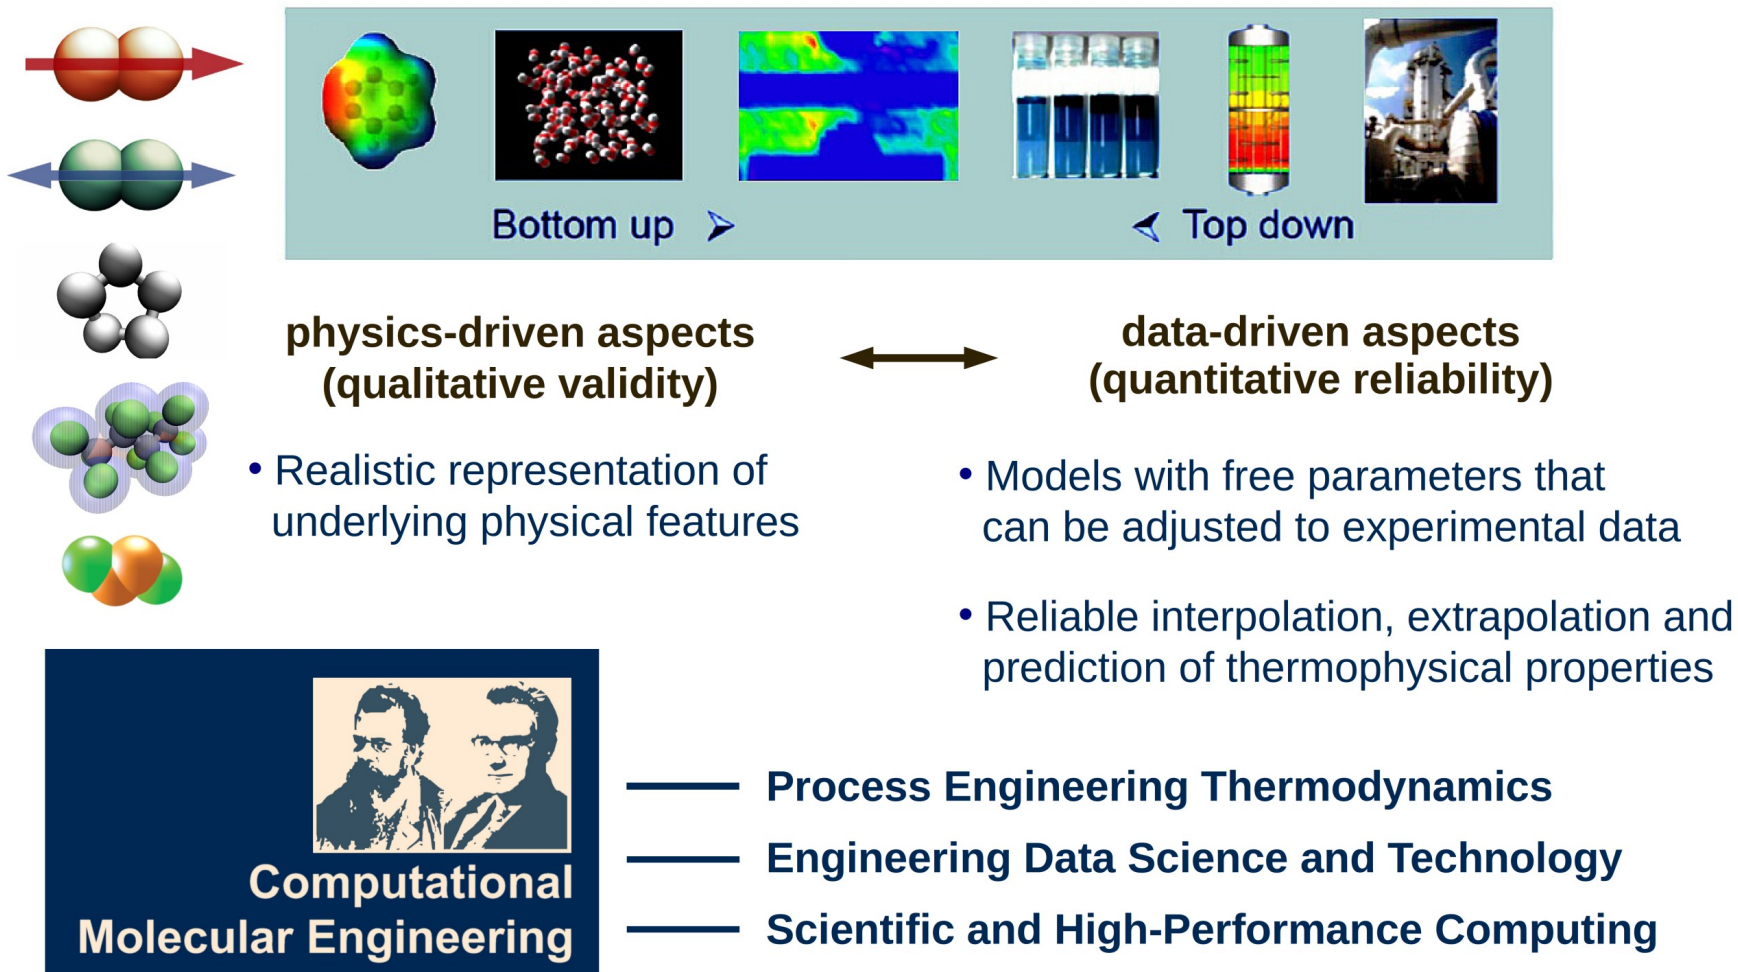 Bottom up
Top down
physics-driven aspects
(qualitative validity)
• Realistic representation of
underlying physical features
data-driven aspects
(quantitative reliability)
• Models with free parameters that
can be adjusted to experimental data
• Reliable interpolation, extrapolation and
prediction of thermophysical properties
Computational
Molecular Engineering
Process Engineering Thermodynamics
Engineering Data Science and Technology
Scientific and High-Performance Computing